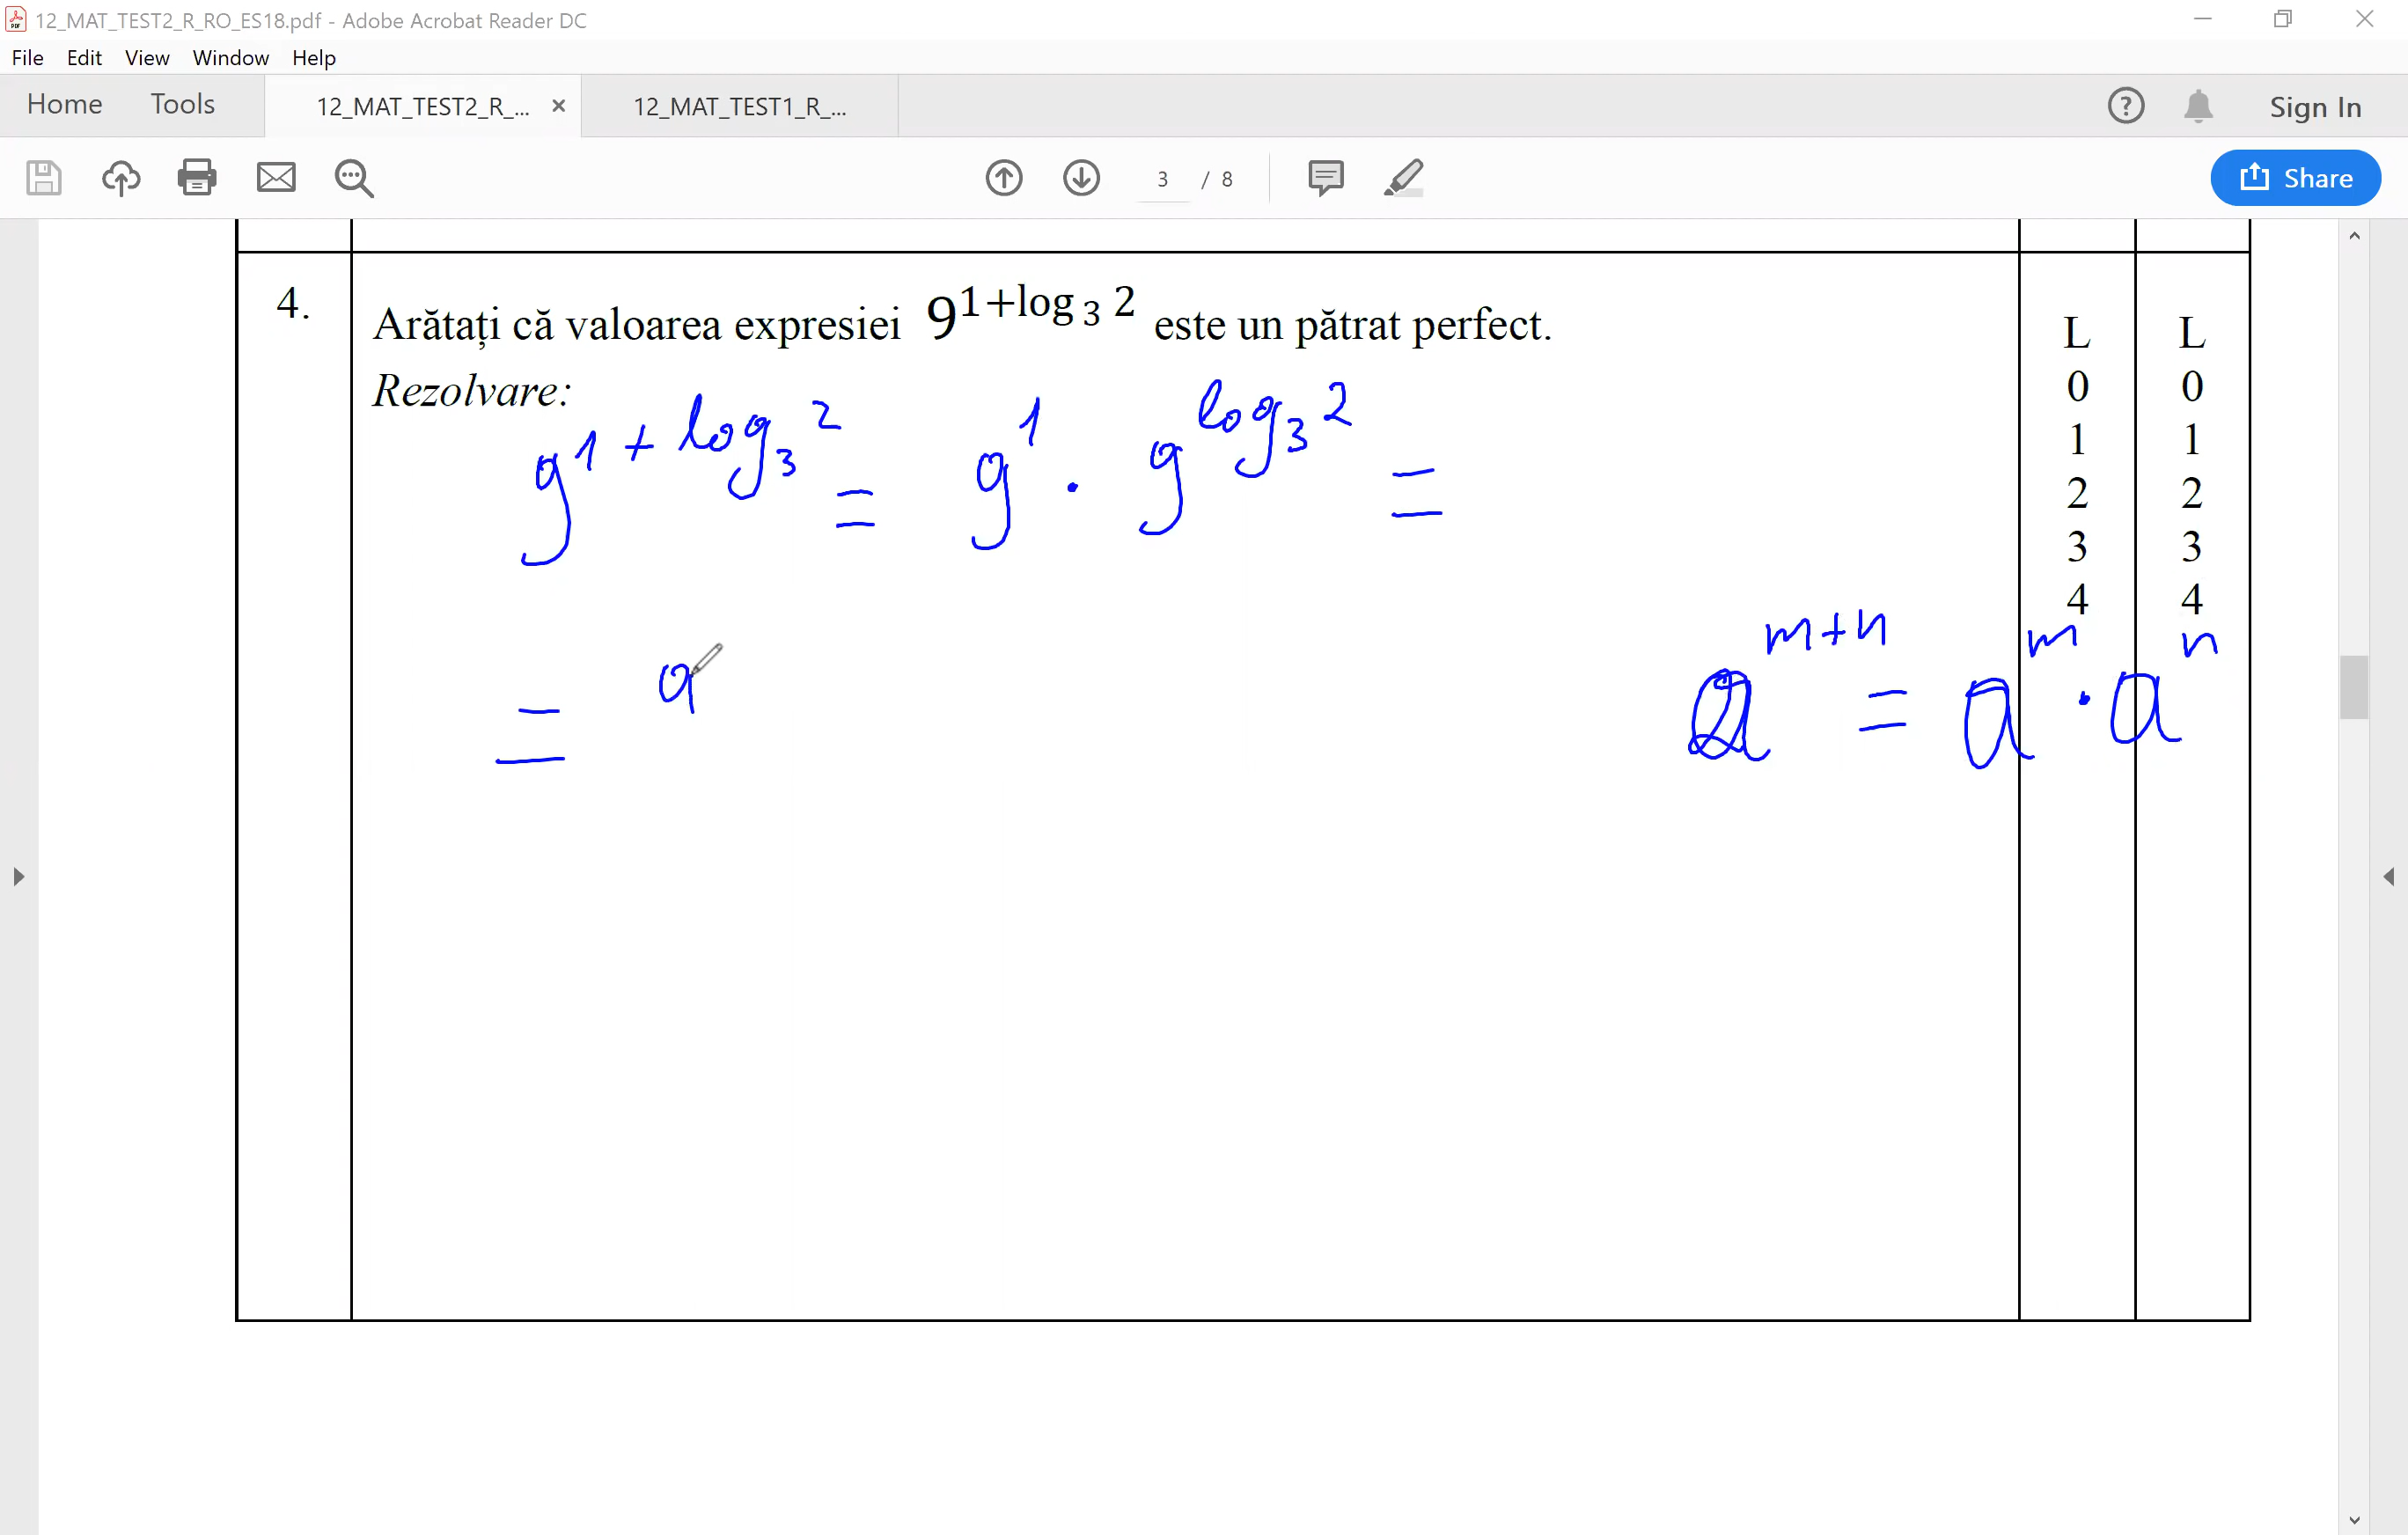 12_MAT_TEST2_R_RO_ES18.pdf - Adobe Acrobat Reader DC
File Edit View Window Help
Home Tools 12_MAT_TEST2_R_... × 12_MAT_TEST1_R_... ? Sign In
3 / 8 Share
4. Arătați că valoarea expresiei 9^{1+log_3 2} este un pătrat perfect.
Rezolvare:
L L
0 0
1 1
2 2
3 3
4 4
9^{1 + log_3 2} = 9^1 · 9^{log_3 2} =
= 9
a^{m+n} = a^m · a^n